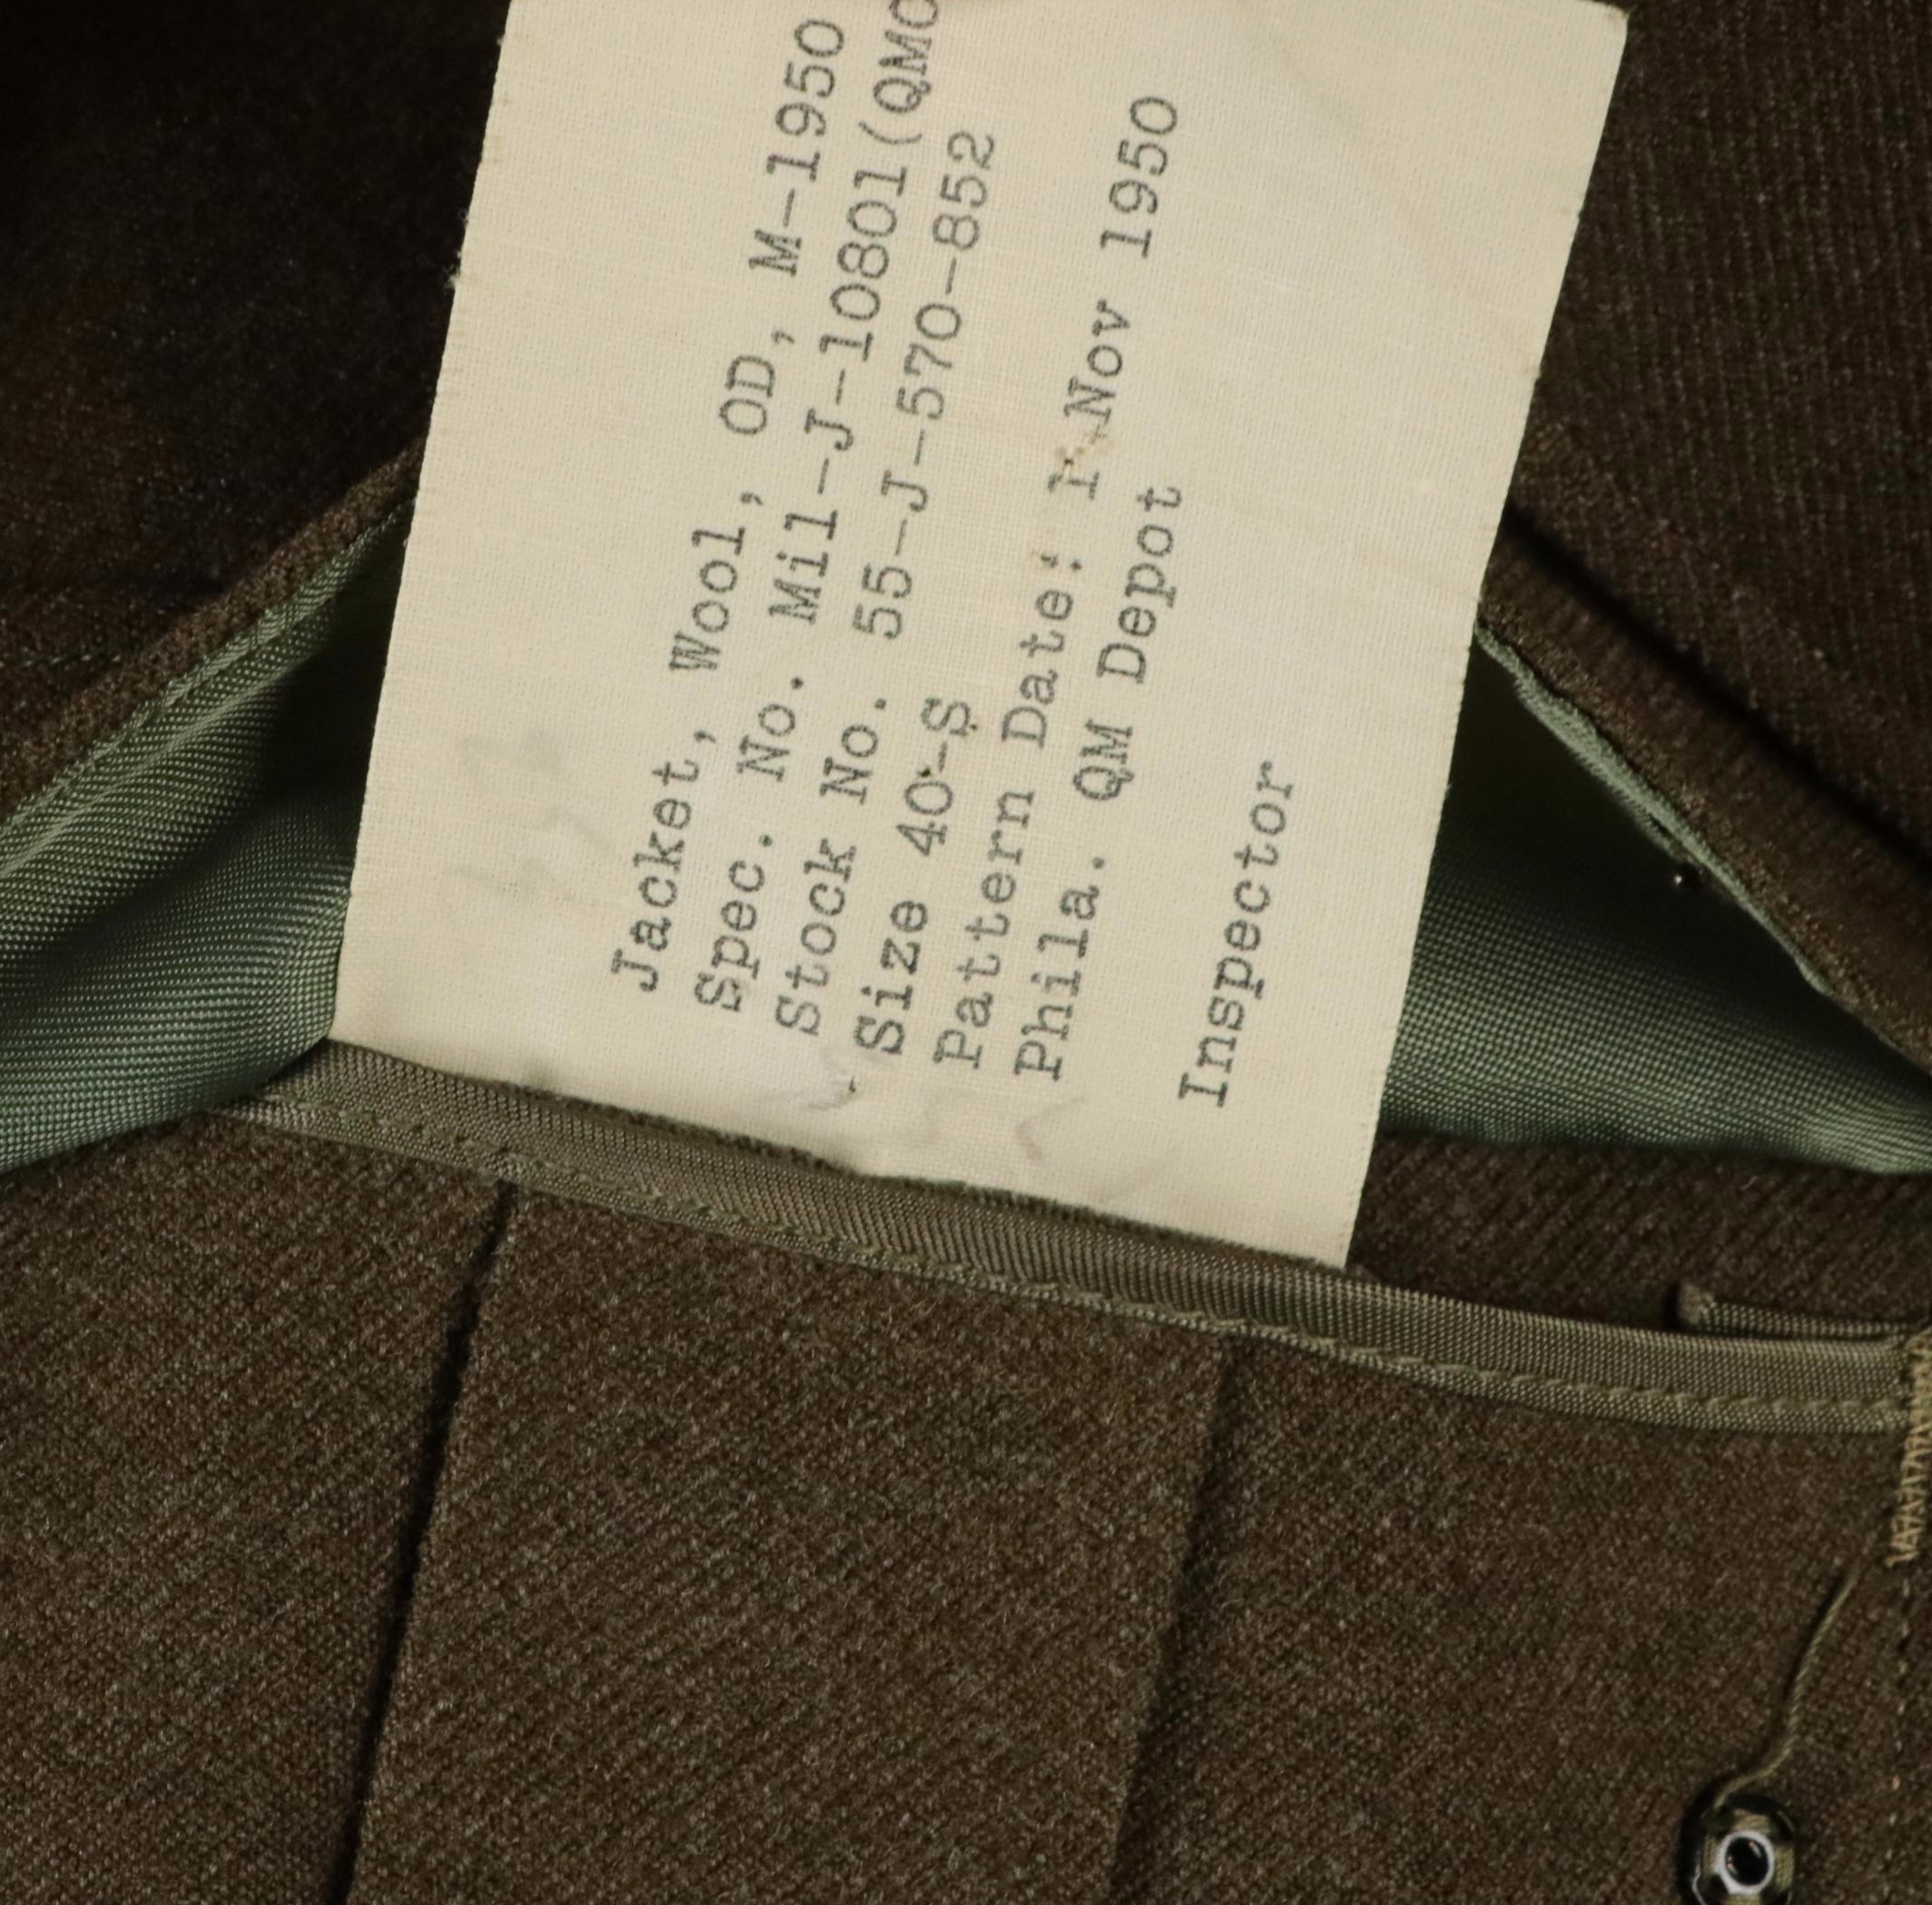 Jacket, Wool, OD, M-1950
Spec. No. Mil-J-10801(QMC
Stock No. 55-J-570-852
Size 40-S
Pattern Date: Nov 1950
Phila. QM Depot
Inspector